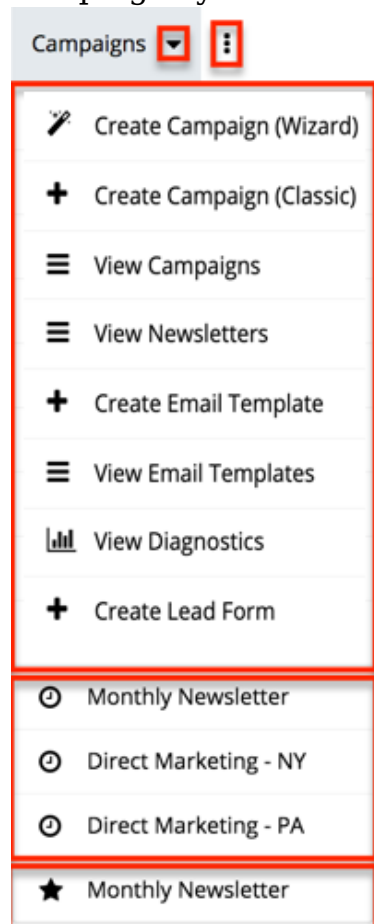 Campaigns
Create Campaign (Wizard)
Create Campaign (Classic)
View Campaigns
View Newsletters
Create Email Template
View Email Templates
View Diagnostics
Create Lead Form
Monthly Newsletter
Direct Marketing - NY
Direct Marketing - PA
Monthly Newsletter